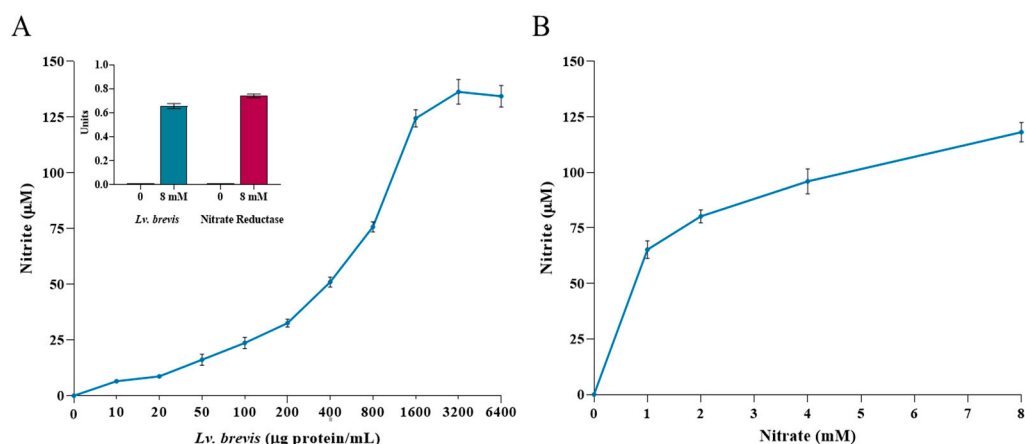 A
B
150
125
100
75
50
25
0
Nitrite (µM)
1.0
0.8
0.6
0.4
0.2
0.0
Units
0 8 mM 0 8 mM
Lv. brevis Nitrate Reductase
0 10 20 50 100 200 400 800 1600 3200 6400
Lv. brevis (µg protein/mL)
150
125
100
75
50
25
0
Nitrite (µM)
0 1 2 3 4 5 6 7 8
Nitrate (mM)